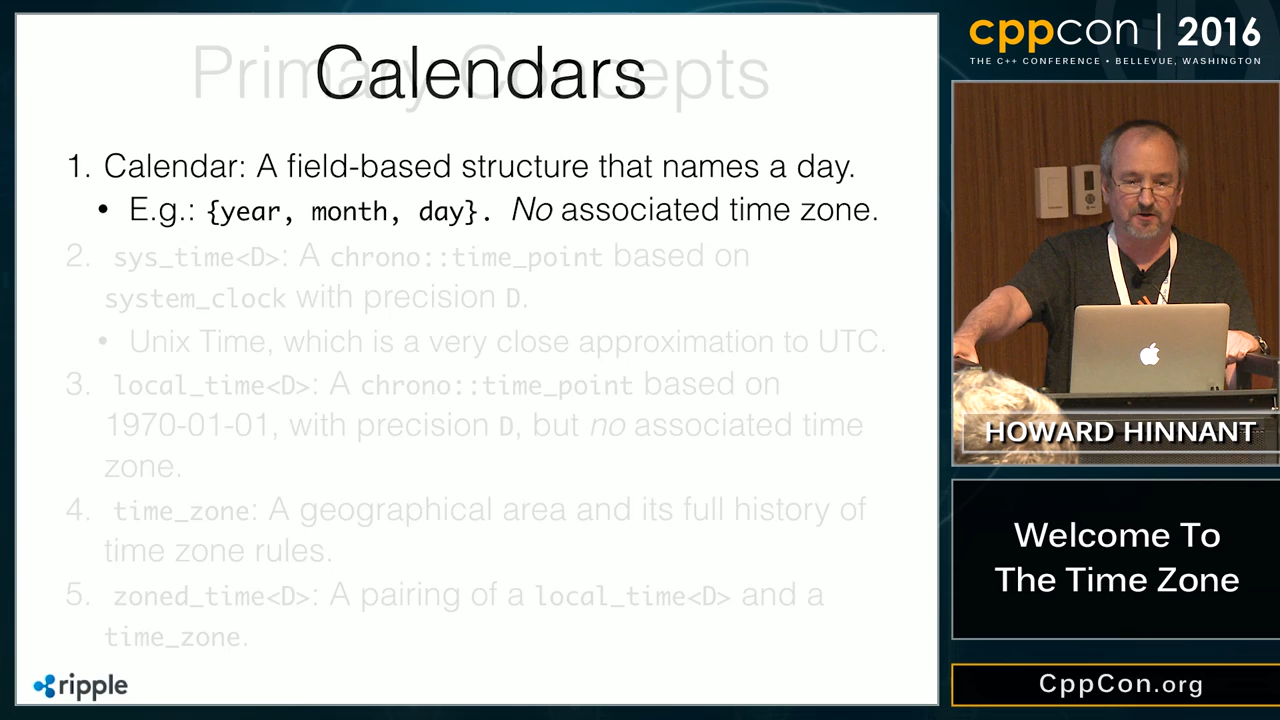 Primary Concepts
Calendars
1. Calendar: A field-based structure that names a day.
• E.g.: {year, month, day}. No associated time zone.
2. sys_time<D>: A chrono::time_point based on
system_clock with precision D.
• Unix Time, which is a very close approximation to UTC.
3. local_time<D>: A chrono::time_point based on
1970-01-01, with precision D, but no associated time
zone.
4. time_zone: A geographical area and its full history of
time zone rules.
5. zoned_time<D>: A pairing of a local_time<D> and a
time_zone.
ripple
cppcon | 2016
THE C++ CONFERENCE • BELLEVUE, WASHINGTON
HOWARD HINNANT
Welcome To
The Time Zone
CppCon.org